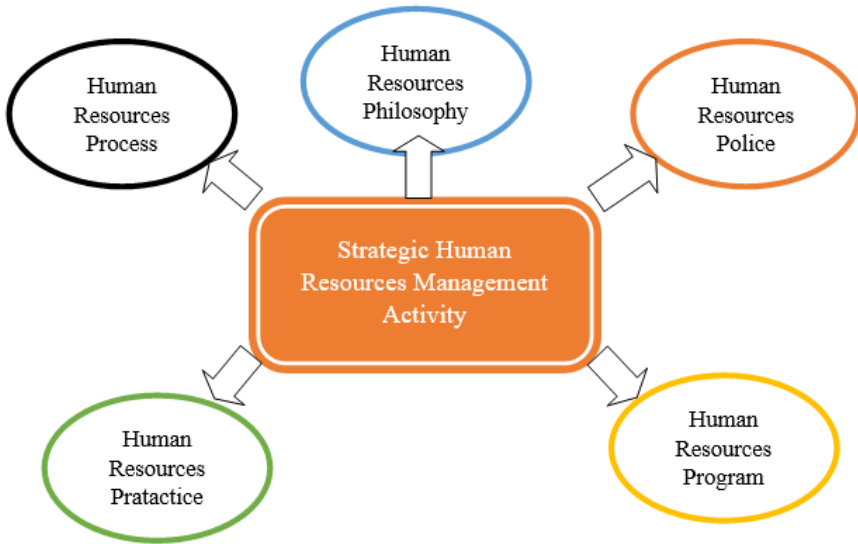 Human
Resources
Process
Human
Resources
Philosophy
Human
Resources
Police
Strategic Human
Resources Management
Activity
Human
Resources
Pratactice
Human
Resources
Program